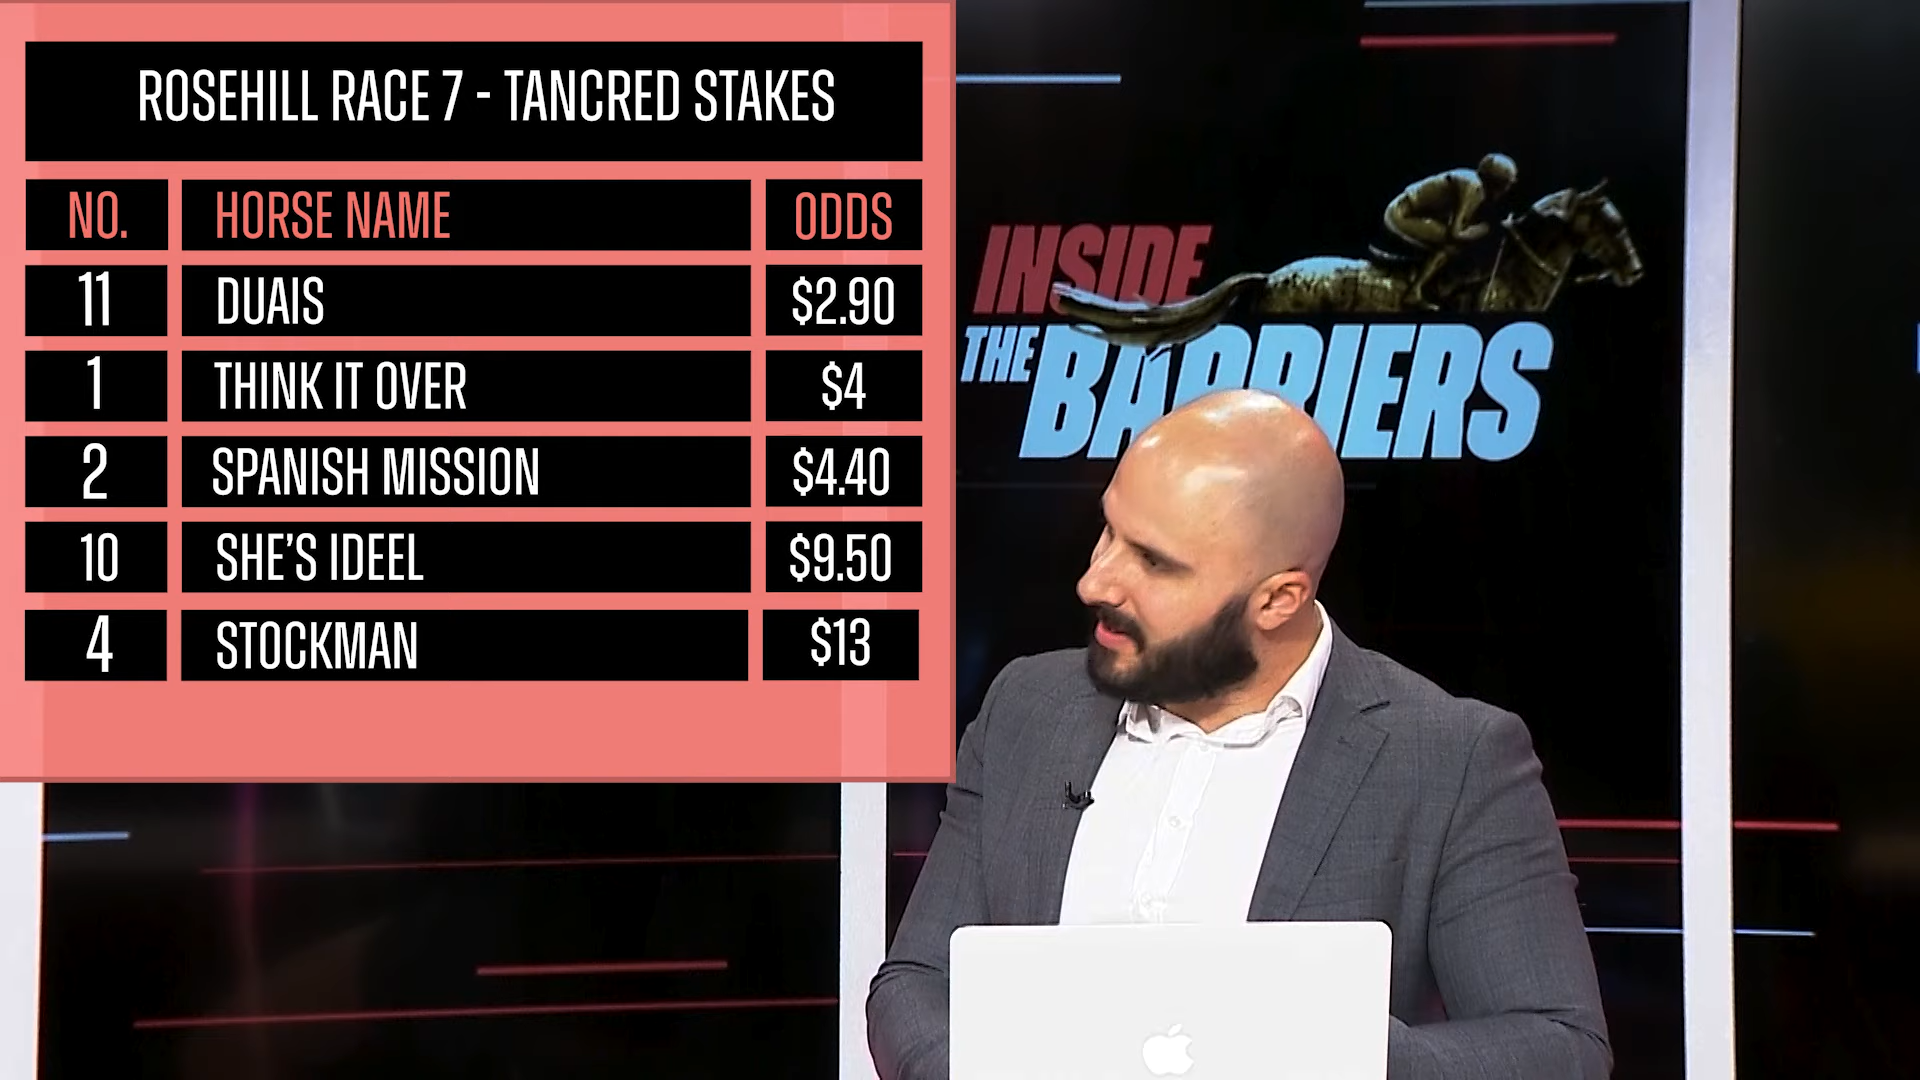 ROSEHILL RACE 7 - TANCRED STAKES
NO. HORSE NAME ODDS
11 DUAIS $2.90
1 THINK IT OVER $4
2 SPANISH MISSION $4.40
10 SHE'S IDEEL $9.50
4 STOCKMAN $13
INSIDE
THE BARRIERS